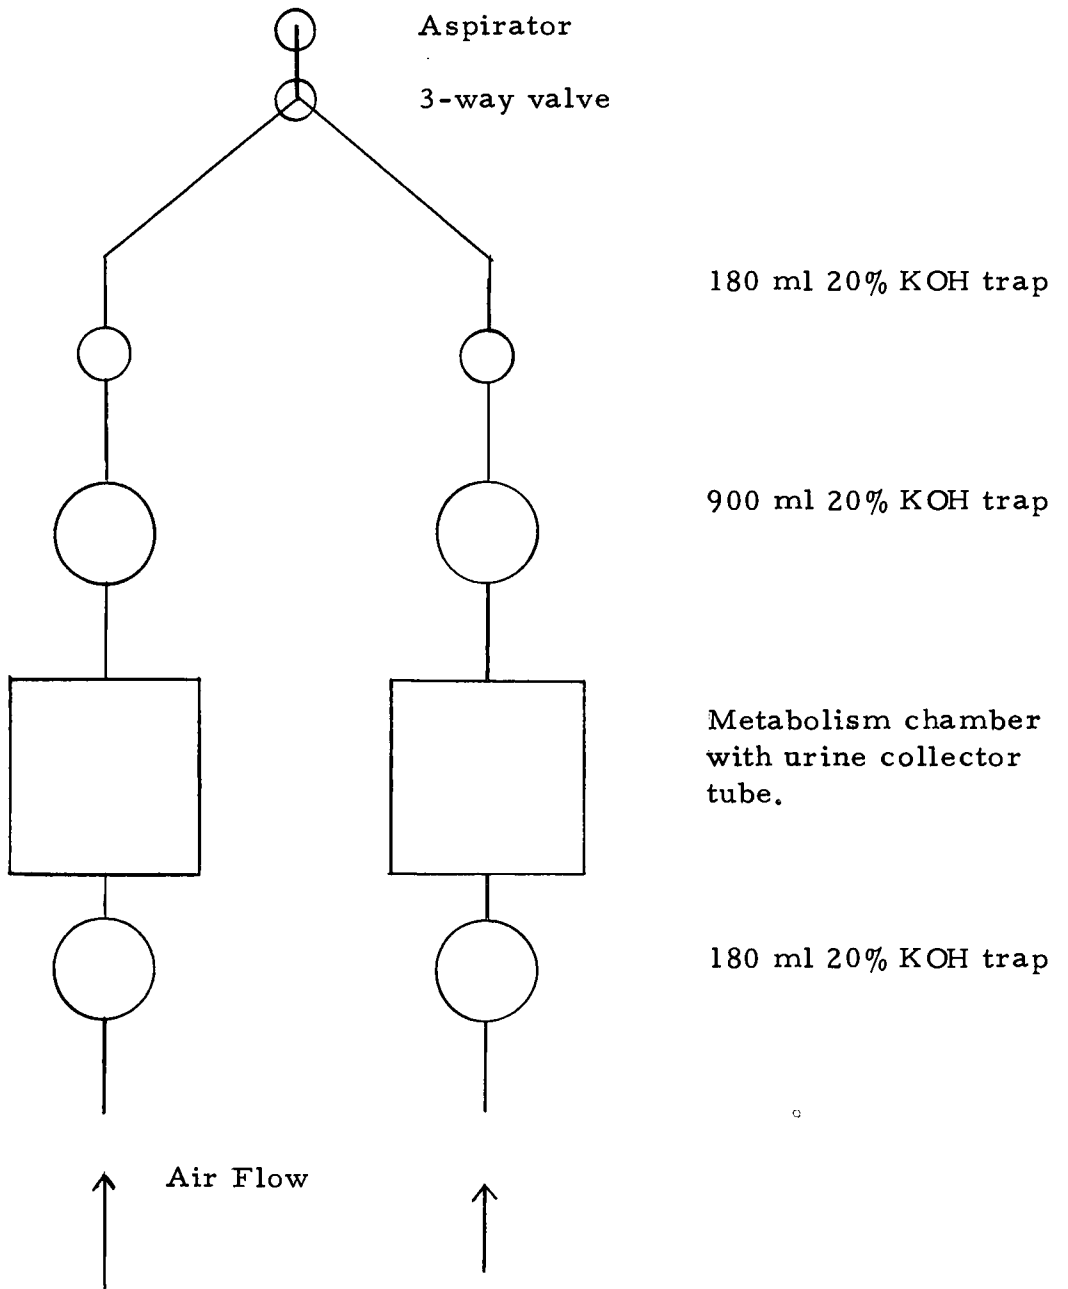 Aspirator
3-way valve
180 ml 20% KOH trap
900 ml 20% KOH trap
Metabolism chamber
with urine collector
tube.
180 ml 20% KOH trap
Air Flow